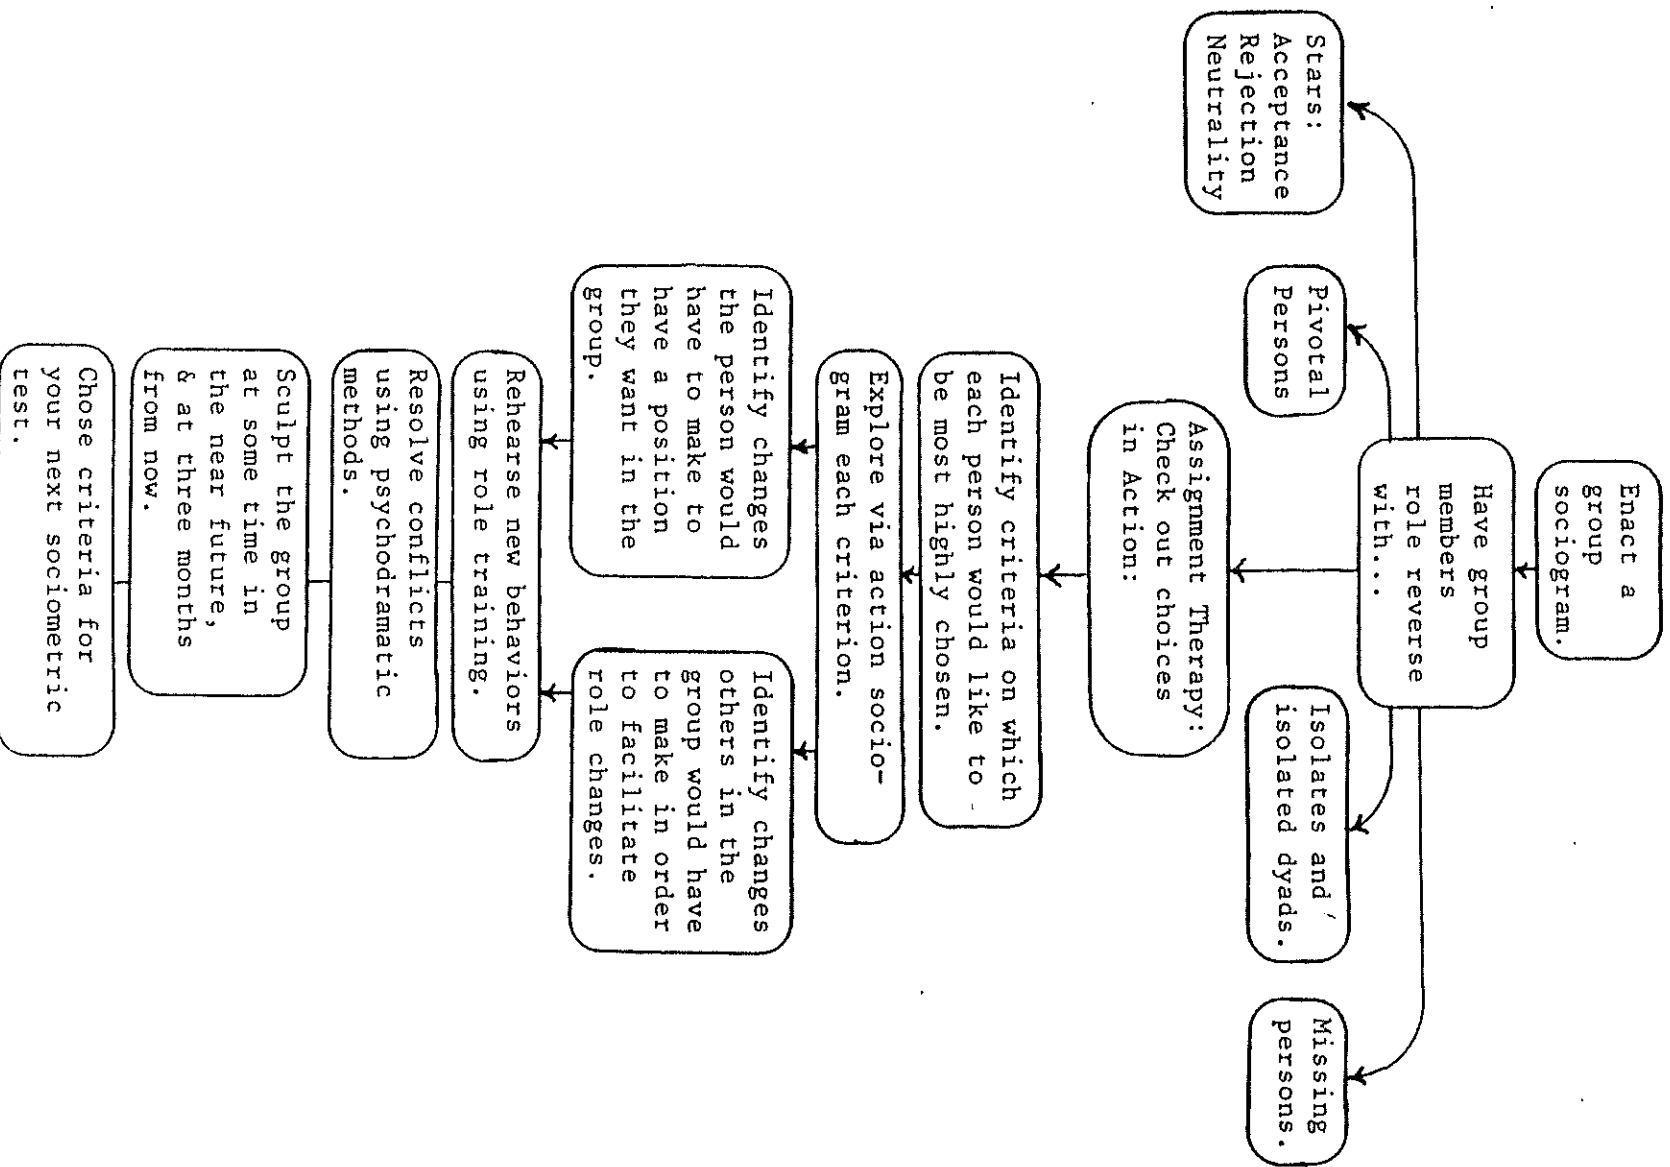 Enact a
group
sociogram.
Have group
members
role reverse
with...
Stars:
Acceptance
Rejection
Neutrality
Pivotal
Persons
Isolates and
isolated dyads.
Missing
persons.
Assignment Therapy:
Check out choices
in Action:
Identify criteria on which
each person would like to
be most highly chosen.
Explore via action socio-
gram each criterion.
Identify changes
the person would
have to make to
have a position
they want in the
group.
Identify changes
others in the
group would have
to make in order
to facilitate
role changes.
Rehearse new behaviors
using role training.
Resolve conflicts
using psychodramatic
methods.
Sculpt the group
at some time in
the near future,
& at three months
from now.
Chose criteria for
your next sociometric
test.